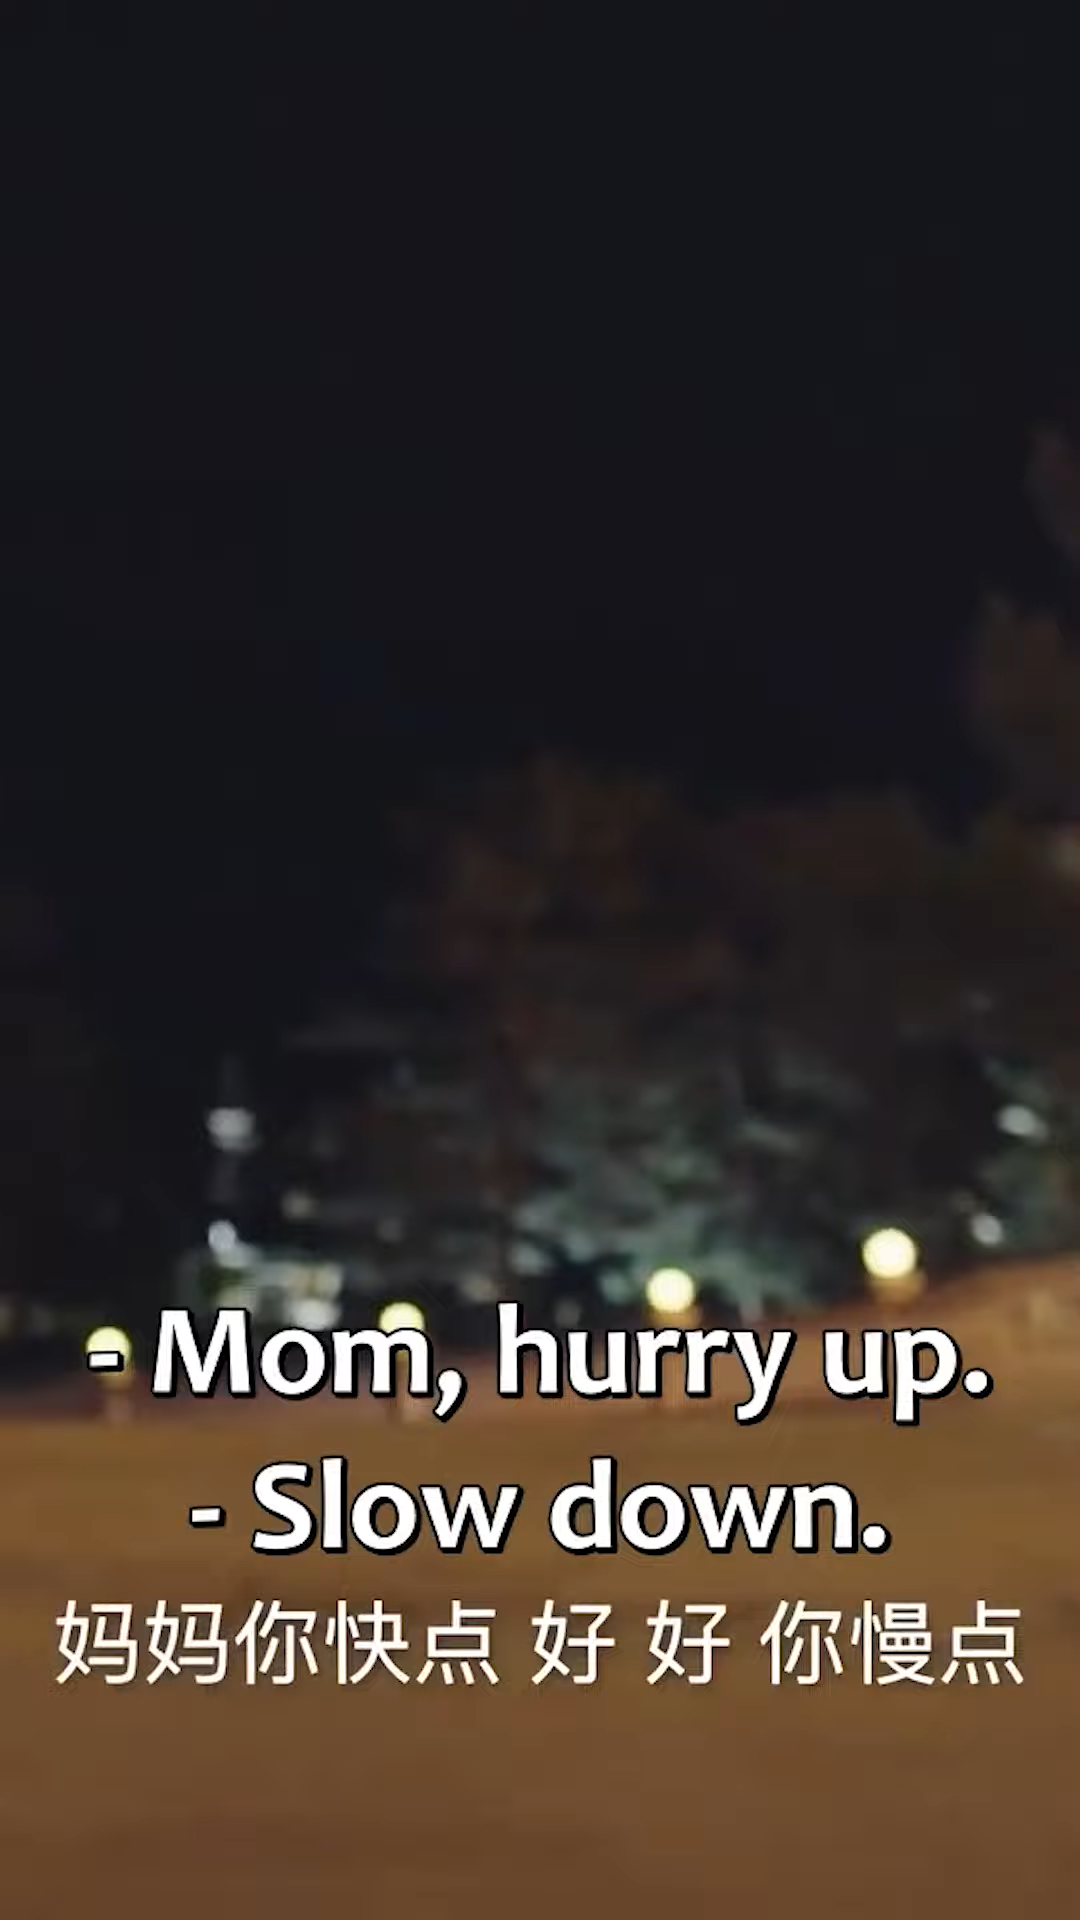 - Mom, hurry up.
- Slow down.
妈妈你快点 好 好 你慢点